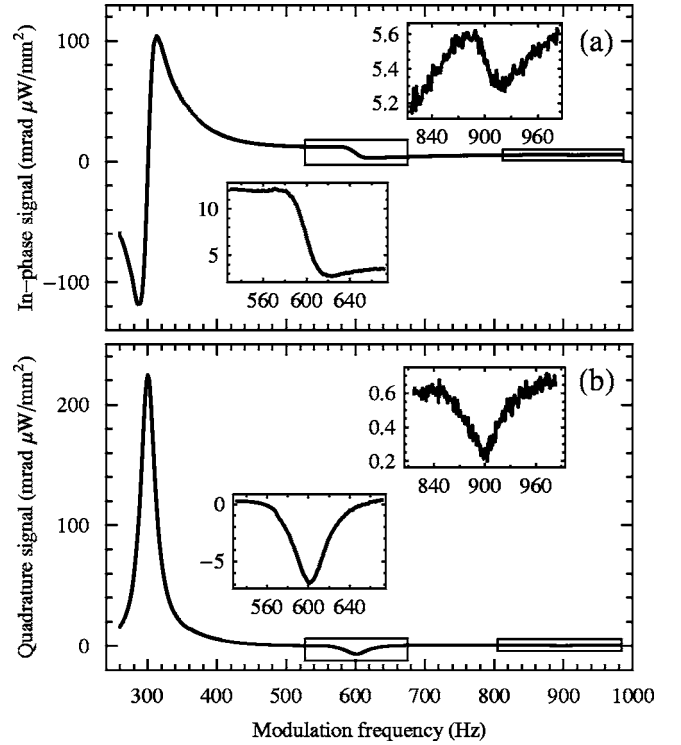 (a)
In-phase signal (mrad μW/mm²)
100
0
−100
5.6
5.4
5.2
840 900 960
10
5
560 600 640
(b)
Quadrature signal (mrad μW/mm²)
200
100
0
0.6
0.4
0.2
840 900 960
0
−5
560 600 640
300 400 500 600 700 800 900 1000
Modulation frequency (Hz)